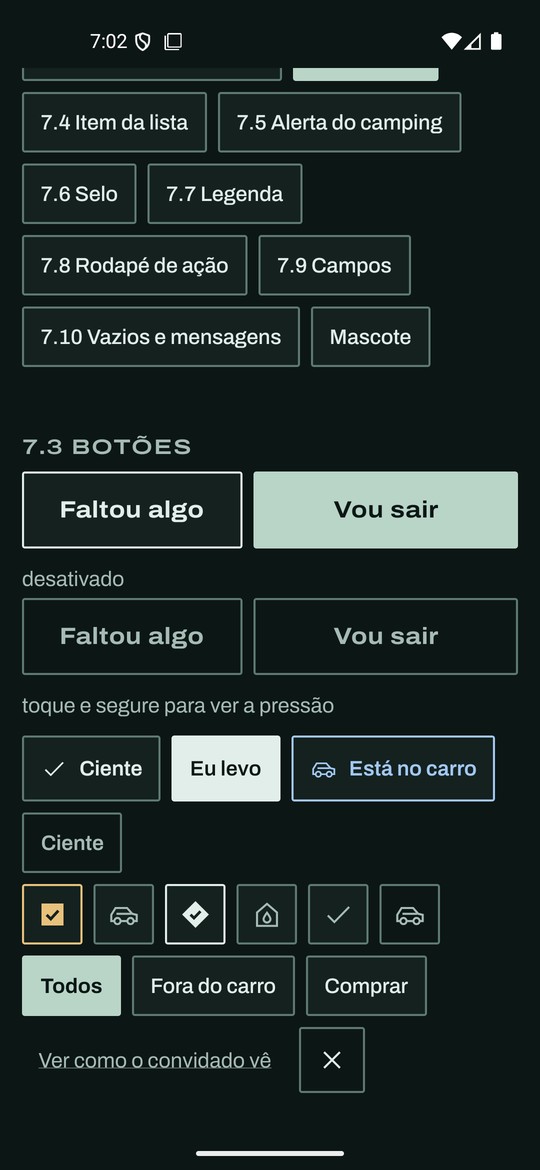 7:02
7.4 Item da lista 7.5 Alerta do camping
7.6 Selo 7.7 Legenda
7.8 Rodapé de ação 7.9 Campos
7.10 Vazios e mensagens Mascote
7.3 BOTÕES
Faltou algo Vou sair
desativado
Faltou algo Vou sair
toque e segure para ver a pressão
Ciente Eu levo Está no carro
Ciente
Todos Fora do carro Comprar
Ver como o convidado vê